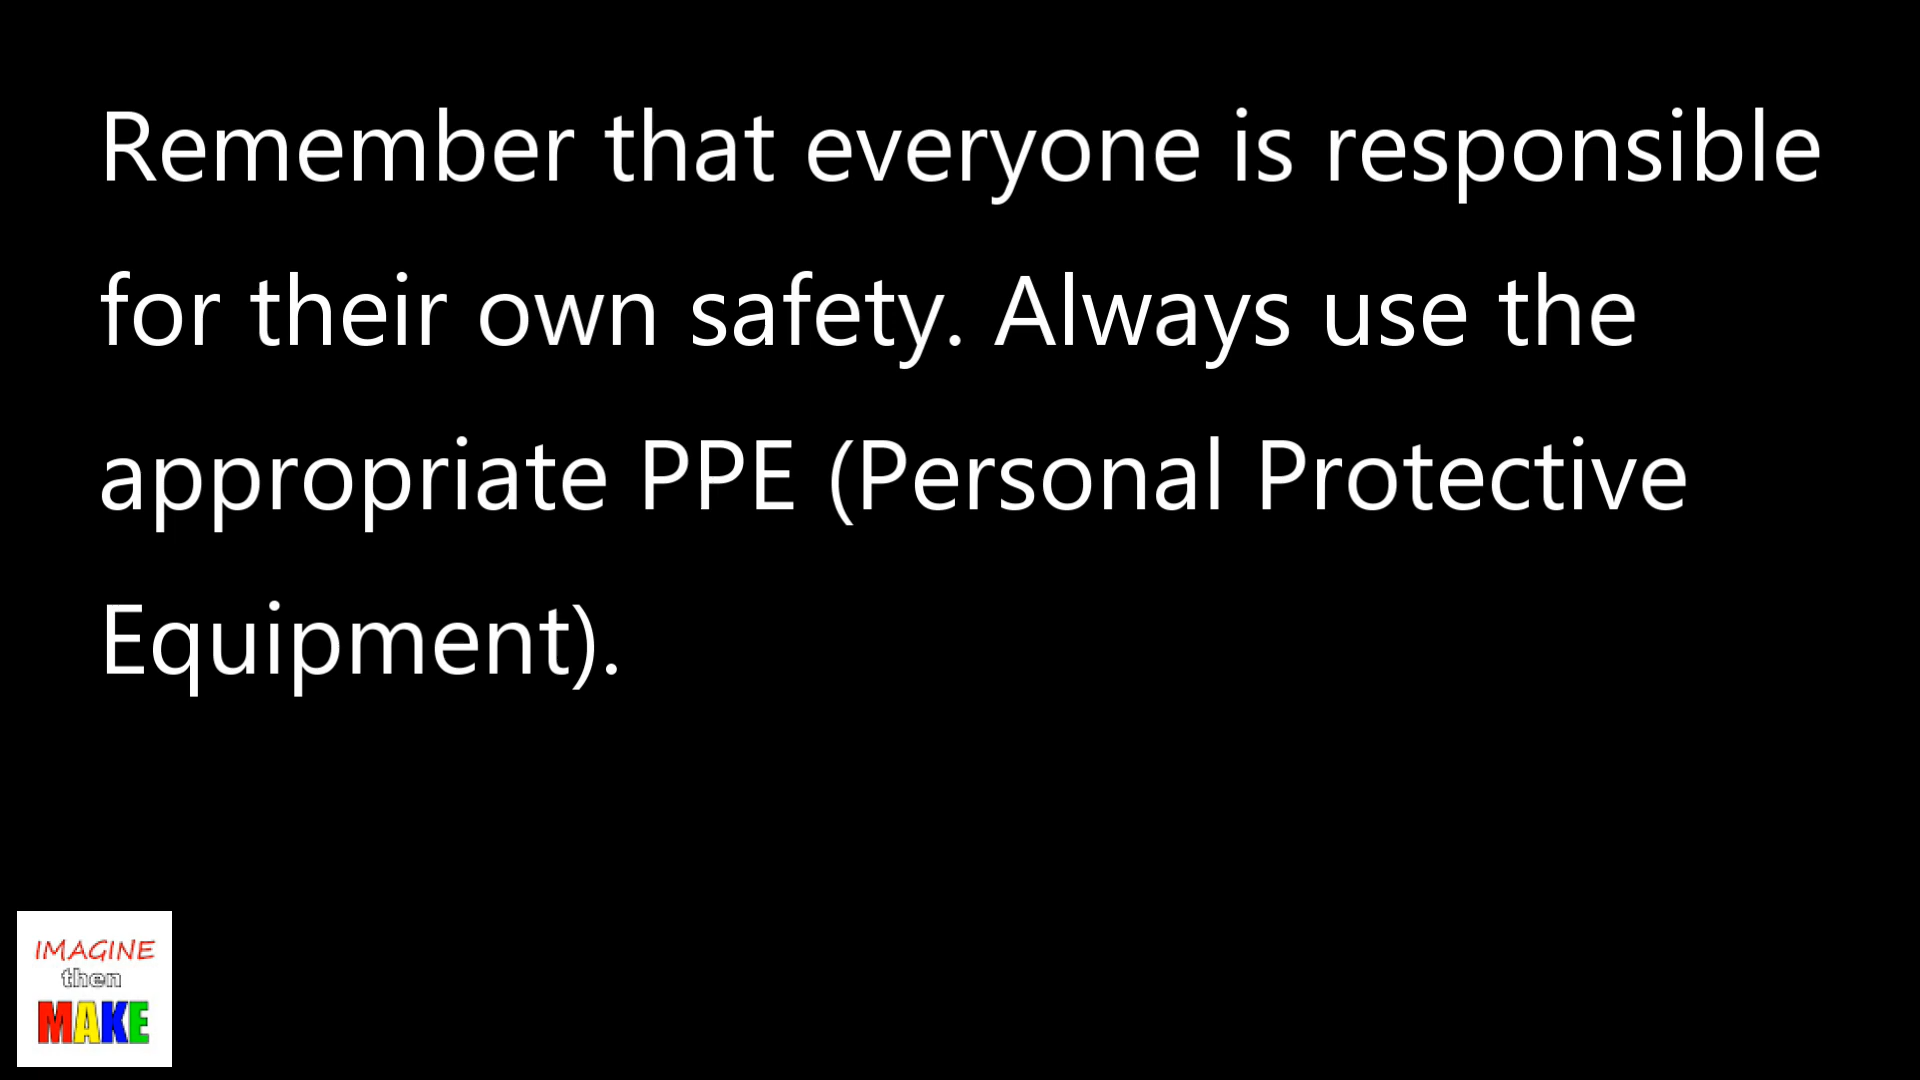 Remember that everyone is responsible
for their own safety. Always use the
appropriate PPE (Personal Protective
Equipment).
IMAGINE
then
MAKE